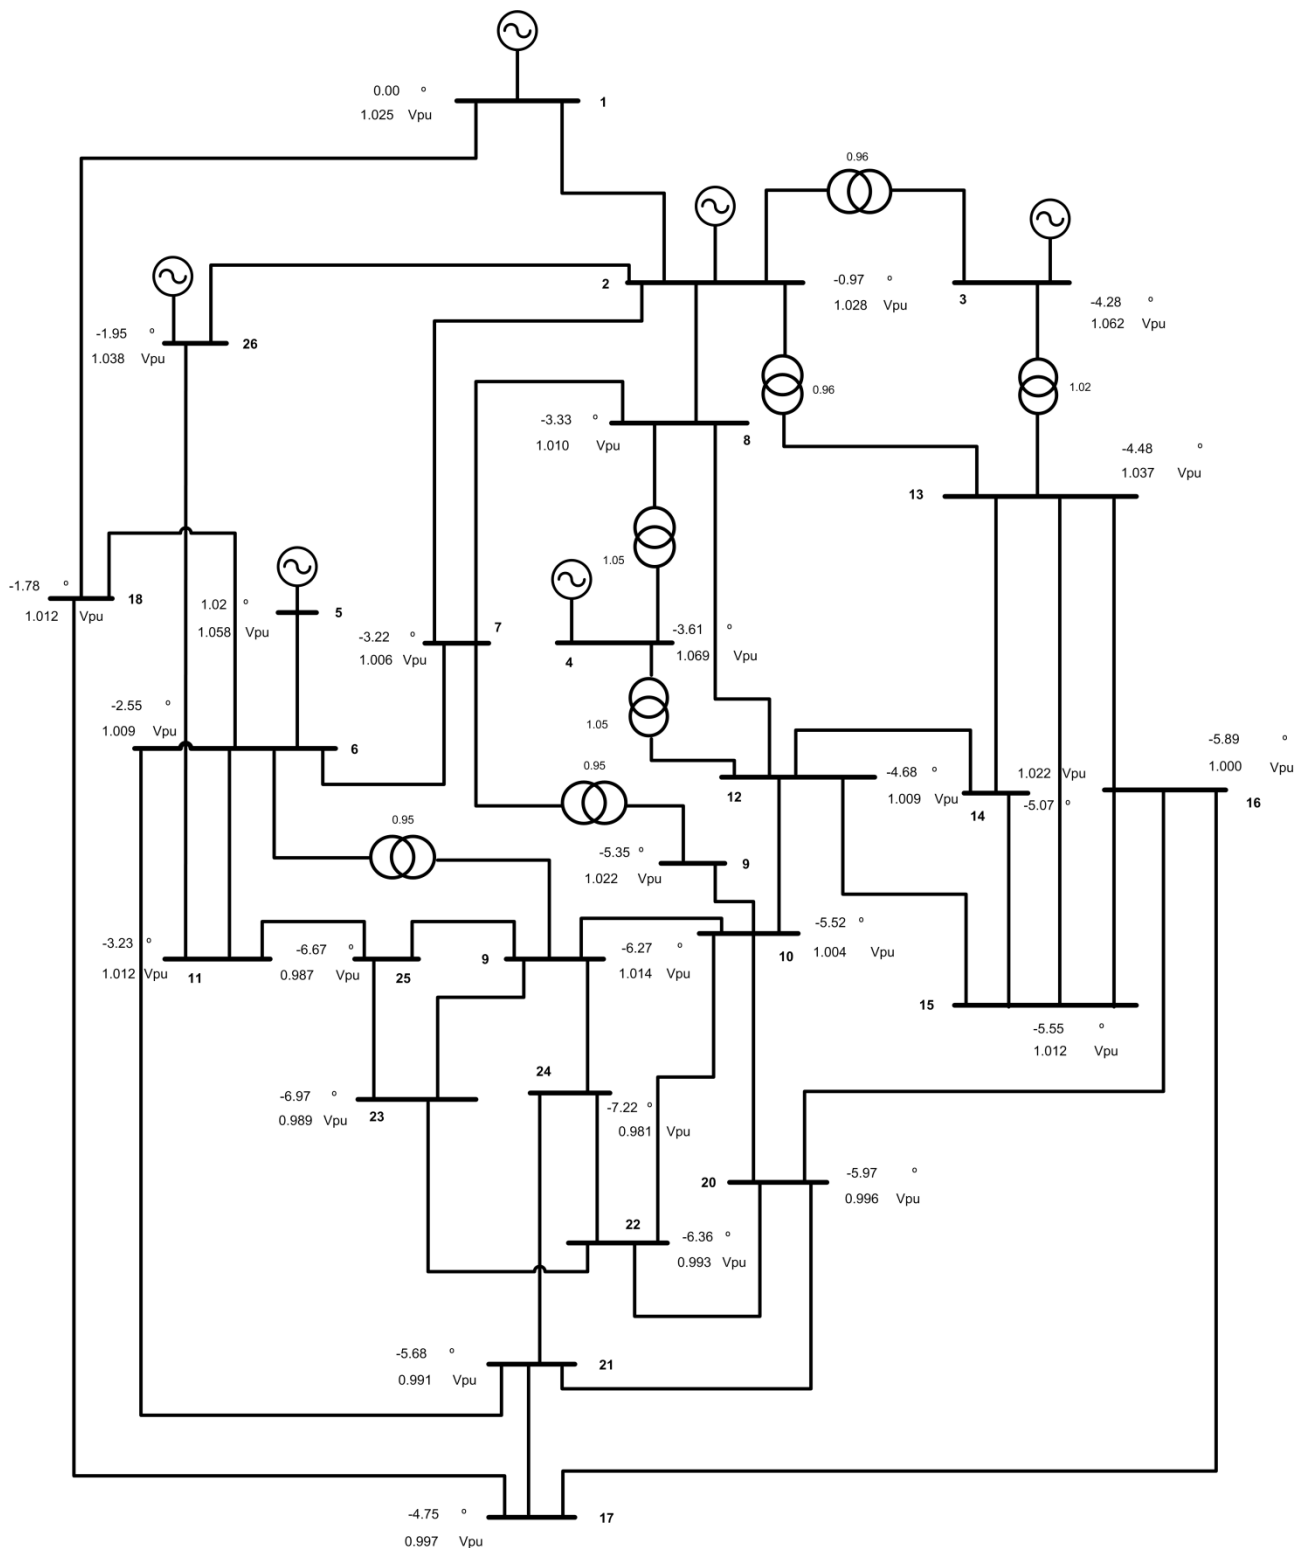 0.00 º
1.025 Vpu
1
0.96
2
-0.97 º
1.028 Vpu
3
-4.28 º
1.062 Vpu
-1.95 º
1.038 Vpu
26
0.96
1.02
-3.33 º
1.010 Vpu
8
-4.48 º
1.037 Vpu
13
1.05
-1.78 º
1.012 Vpu
18
1.02 º
1.058 Vpu
5
-3.22 º
1.006 Vpu
7
4
-3.61 º
1.069 Vpu
-2.55 º
1.009 Vpu
6
1.05
0.95
12
-4.68 º
1.009 Vpu
1.022 Vpu
-5.07 º
14
-5.89 º
1.000 Vpu
16
0.95
-5.35 º
1.022 Vpu
9
-3.23 º
1.012 Vpu
11
-6.67 º
0.987 Vpu
25
9
-6.27 º
1.014 Vpu
10
-5.52 º
1.004 Vpu
15
-5.55 º
1.012 Vpu
24
-7.22 º
0.981 Vpu
-6.97 º
0.989 Vpu
23
20
-5.97 º
0.996 Vpu
22
-6.36 º
0.993 Vpu
-5.68 º
0.991 Vpu
21
-4.75 º
0.997 Vpu
17